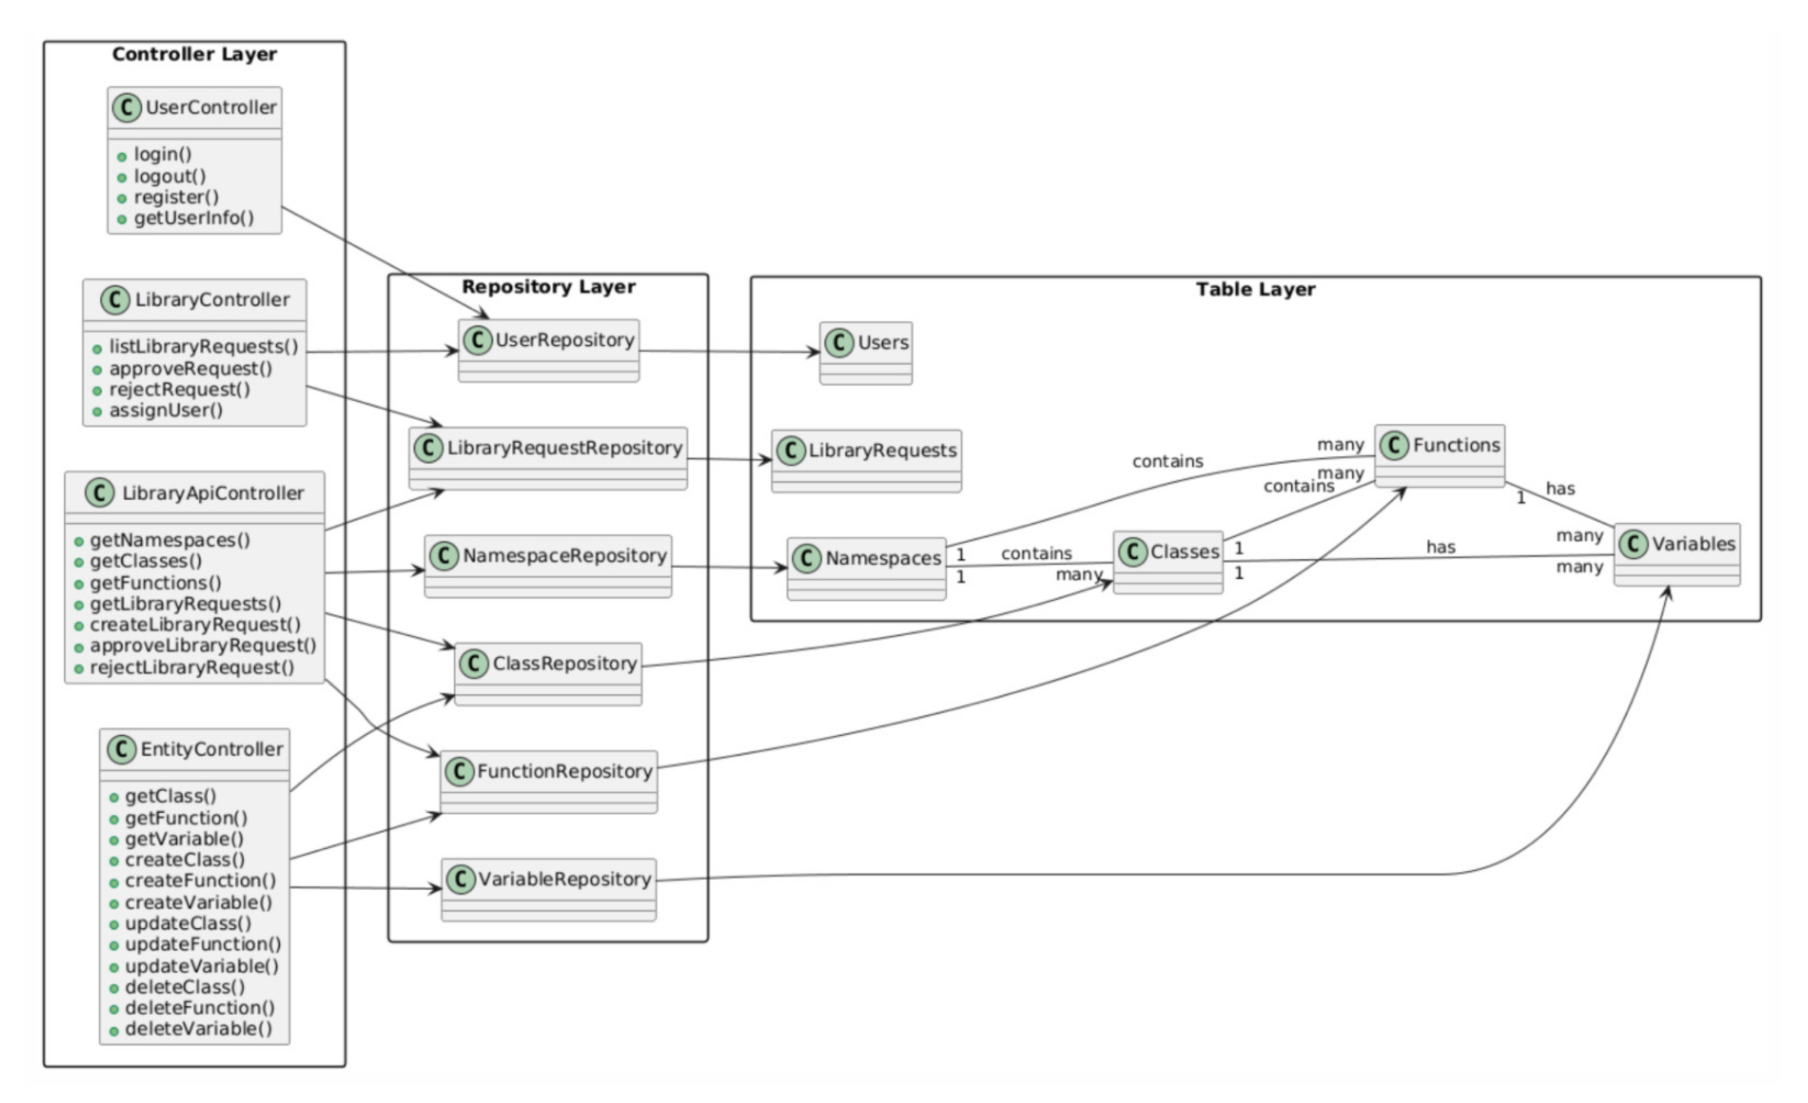 Controller Layer
C UserController
login()
logout()
register()
getUserInfo()
C LibraryController
listLibraryRequests()
approveRequest()
rejectRequest()
assignUser()
C LibraryApiController
getNamespaces()
getClasses()
getFunctions()
getLibraryRequests()
createLibraryRequest()
approveLibraryRequest()
rejectLibraryRequest()
C EntityController
getClass()
getFunction()
getVariable()
createClass()
createFunction()
createVariable()
updateClass()
updateFunction()
updateVariable()
deleteClass()
deleteFunction()
deleteVariable()
Repository Layer
C UserRepository
C LibraryRequestRepository
C NamespaceRepository
C ClassRepository
C FunctionRepository
C VariableRepository
Table Layer
C Users
C LibraryRequests
C Namespaces
1
1
contains
contains
many
C Classes
1
1
contains
many
many
C Functions
1
has
has
many
many
C Variables